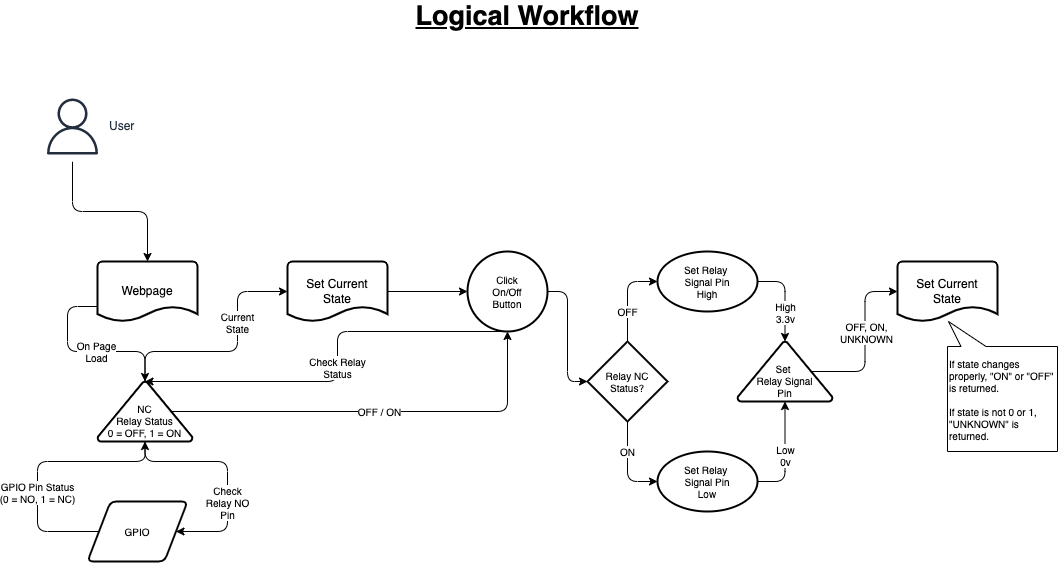 Logical Workflow
User
Webpage
On Page
Load
Current
State
Set Current
State
Click
On/Off
Button
Check Relay
Status
NC
Relay Status
0 = OFF, 1 = ON
OFF / ON
GPIO Pin Status
(0 = NO, 1 = NC)
Check
Relay NO
Pin
GPIO
Relay NC
Status?
OFF
ON
Set Relay
Signal Pin
High
Set Relay
Signal Pin
Low
High
3.3v
Low
0v
Set
Relay Signal
Pin
OFF, ON,
UNKNOWN
Set Current
State
If state changes
properly, "ON" or "OFF"
is returned.
If state is not 0 or 1,
"UNKNOWN" is
returned.